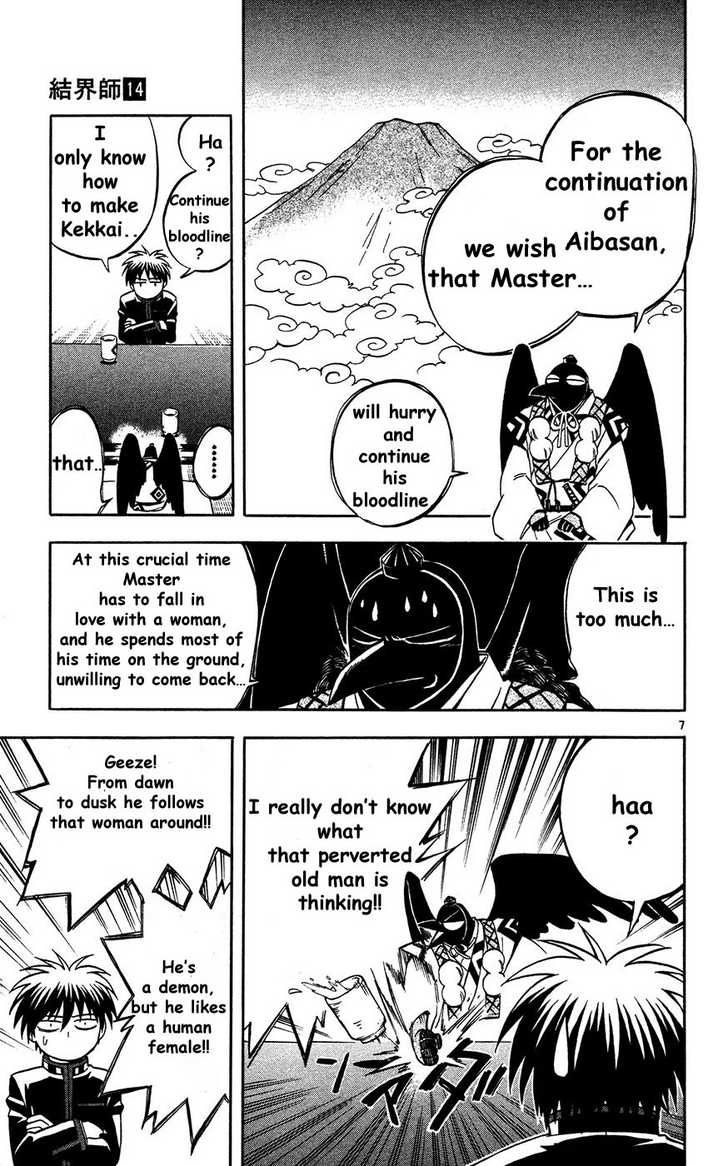 For the
continuation
of
Aibasan,
we wish
that Master...
will hurry
and
continue
his
bloodline
結界師14
Ha
?
Continue
his
bloodline
?
I
only know
how
to make
Kekkai..
......
that..
This is
too much...
At this crucial time
Master
has to fall in
love with a woman,
and he spends most of
his time on the ground,
unwilling to come back...
7
haa
?
I really don't know
what
that perverted
old man is
thinking!!
Geeze!
From dawn
to dusk he follows
that woman around!!
He's
a demon,
but he likes
a human
female!!